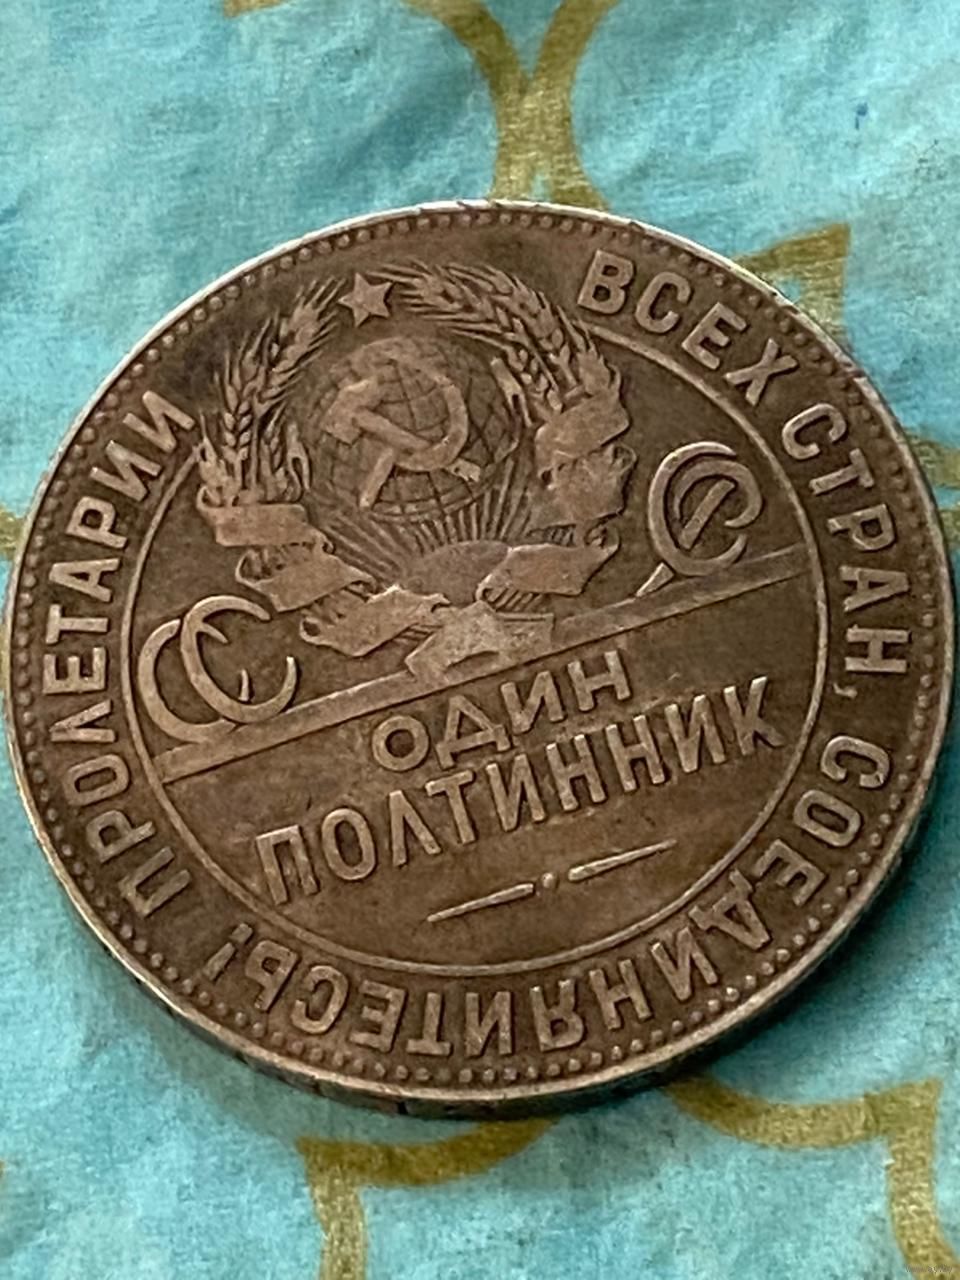 ПРОЛЕТАРИИ ВСЕХ СТРАН, СОЕДИНЯЙТЕСЬ!
СССР
ОДИН
ПОЛТИННИК